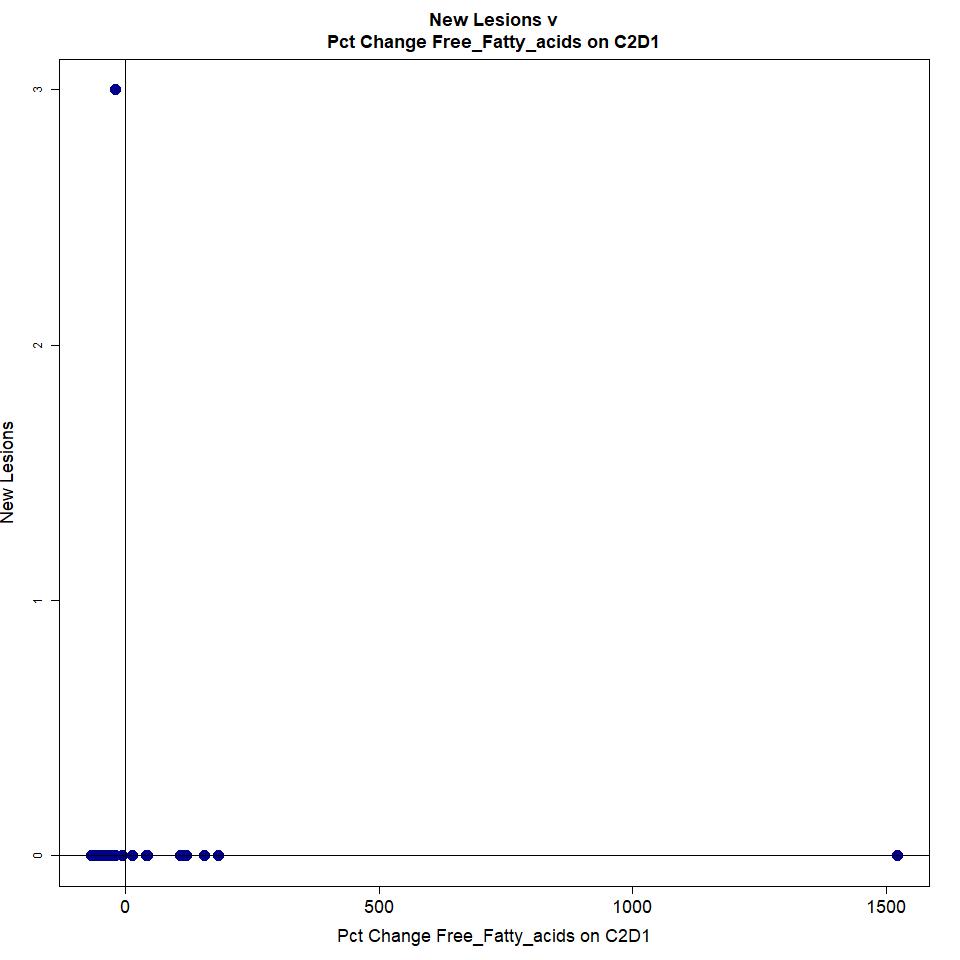 New Lesions v
Pct Change Free_Fatty_acids on C2D1
3
2
1
0
New Lesions
0 500 1000 1500
Pct Change Free_Fatty_acids on C2D1